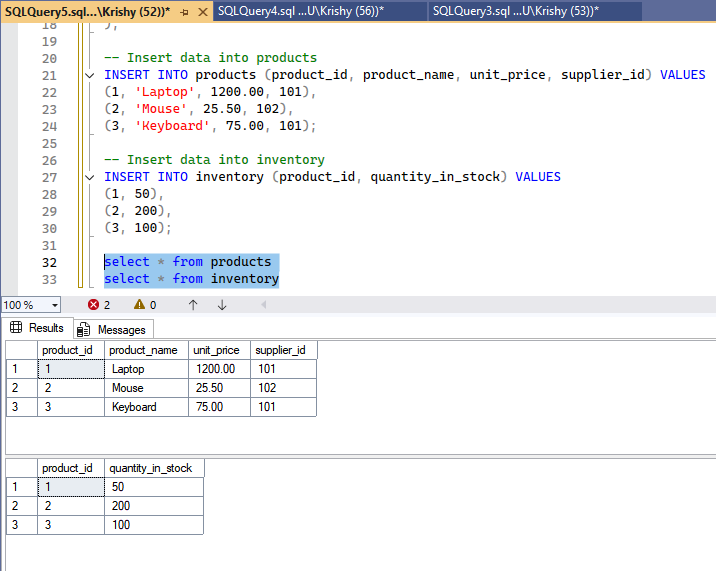 SQLQuery5.sql...\Krishy (52))* SQLQuery4.sql ...U\Krishy (56))* SQLQuery3.sql ...U\Krishy (53))*
18 );
19
20 -- Insert data into products
21 INSERT INTO products (product_id, product_name, unit_price, supplier_id) VALUES
22 (1, 'Laptop', 1200.00, 101),
23 (2, 'Mouse', 25.50, 102),
24 (3, 'Keyboard', 75.00, 101);
25
26 -- Insert data into inventory
27 INSERT INTO inventory (product_id, quantity_in_stock) VALUES
28 (1, 50),
29 (2, 200),
30 (3, 100);
31
32 select * from products
33 select * from inventory
100 % 2 0
Results Messages
product_id product_name unit_price supplier_id
1 1 Laptop 1200.00 101
2 2 Mouse 25.50 102
3 3 Keyboard 75.00 101
product_id quantity_in_stock
1 1 50
2 2 200
3 3 100